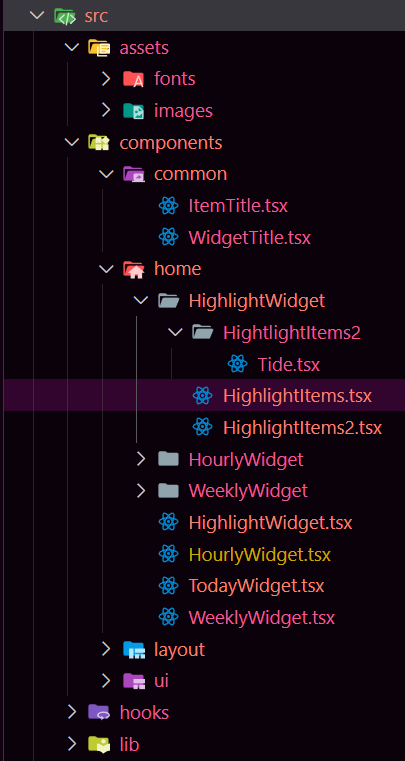 src
assets
fonts
images
components
common
ItemTitle.tsx
WidgetTitle.tsx
home
HighlightWidget
HightlightItems2
Tide.tsx
HighlightItems.tsx
HighlightItems2.tsx
HourlyWidget
WeeklyWidget
HighlightWidget.tsx
HourlyWidget.tsx
TodayWidget.tsx
WeeklyWidget.tsx
layout
ui
hooks
lib